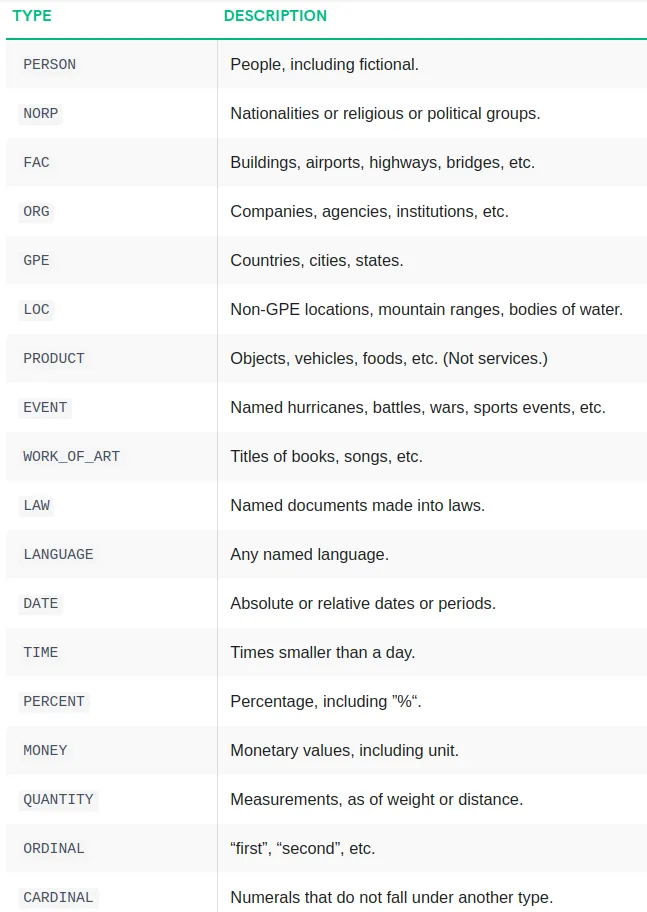 TYPE DESCRIPTION
PERSON People, including fictional.
NORP Nationalities or religious or political groups.
FAC Buildings, airports, highways, bridges, etc.
ORG Companies, agencies, institutions, etc.
GPE Countries, cities, states.
LOC Non-GPE locations, mountain ranges, bodies of water.
PRODUCT Objects, vehicles, foods, etc. (Not services.)
EVENT Named hurricanes, battles, wars, sports events, etc.
WORK_OF_ART Titles of books, songs, etc.
LAW Named documents made into laws.
LANGUAGE Any named language.
DATE Absolute or relative dates or periods.
TIME Times smaller than a day.
PERCENT Percentage, including ”%“.
MONEY Monetary values, including unit.
QUANTITY Measurements, as of weight or distance.
ORDINAL “first”, “second”, etc.
CARDINAL Numerals that do not fall under another type.